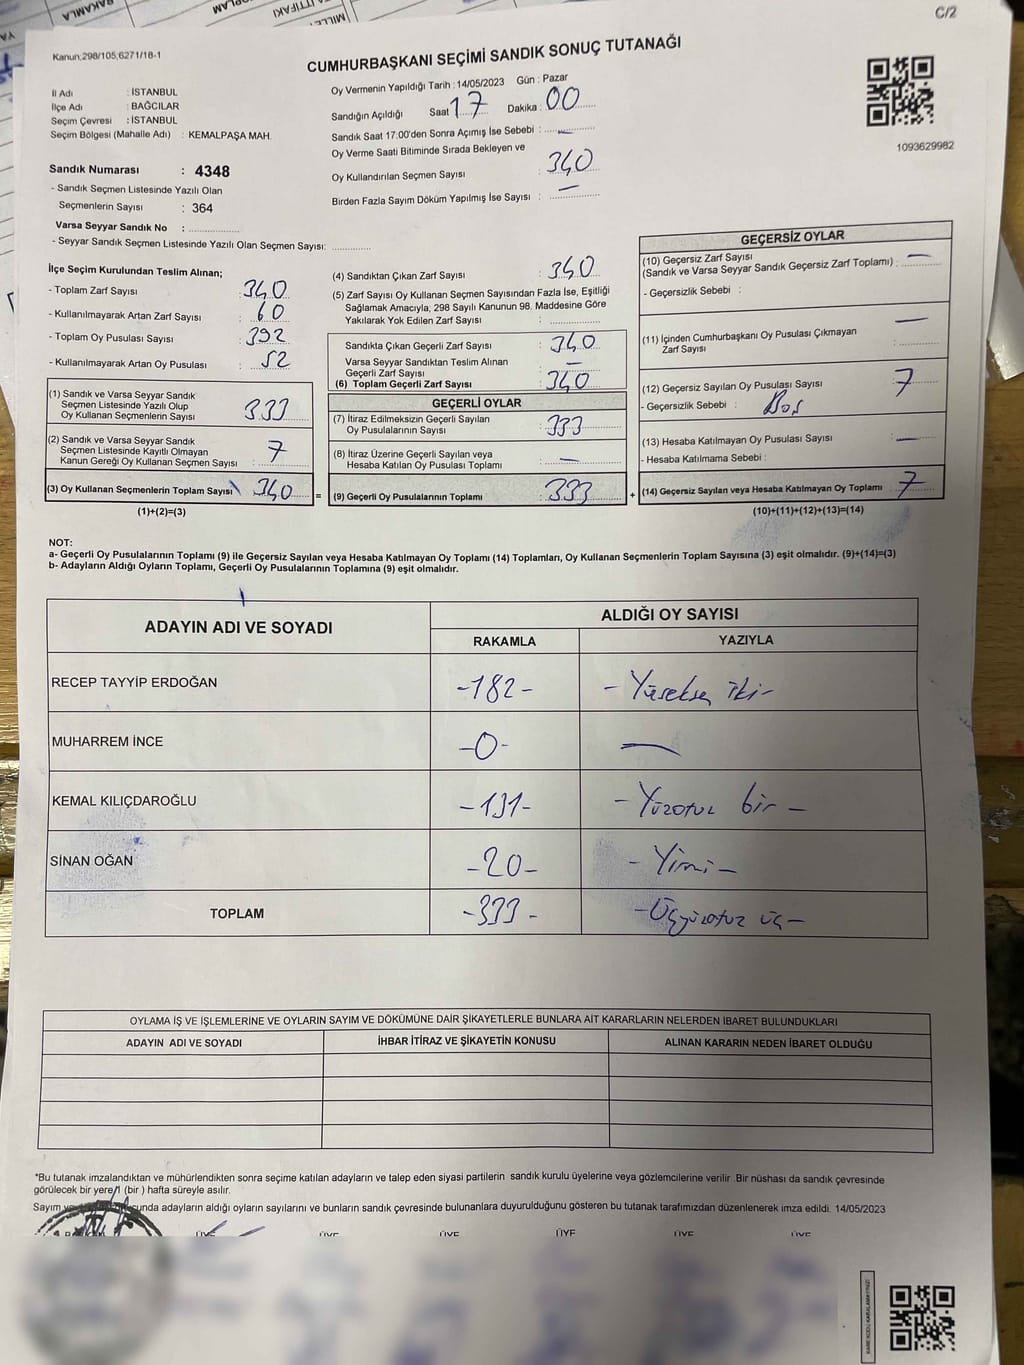 C/2
Kanun:298/105,6271/18-1
CUMHURBAŞKANI SEÇİMİ SANDIK SONUÇ TUTANAĞI
İl Adı : İSTANBUL
İlçe Adı : BAĞCILAR
Seçim Çevresi : İSTANBUL
Seçim Bölgesi (Mahalle Adı) : KEMALPAŞA MAH.
Sandık Numarası : 4348
- Sandık Seçmen Listesinde Yazılı Olan
Seçmenlerin Sayısı : 364
Varsa Seyyar Sandık No :
- Seyyar Sandık Seçmen Listesinde Yazılı Olan Seçmen Sayısı:
Oy Vermenin Yapıldığı Tarih : 14/05/2023 Gün : Pazar
Sandığın Açıldığı Saat 17 Dakika : 00
Sandık Saat 17:00'den Sonra Açımış İse Sebebi : —
Oy Verme Saati Bitiminde Sırada Bekleyen ve
Oy Kullandırılan Seçmen Sayısı : 340
Birden Fazla Sayım Döküm Yapılmış İse Sayısı : —
1093629982
İlçe Seçim Kurulundan Teslim Alınan;
- Toplam Zarf Sayısı : 340
- Kullanılmayarak Artan Zarf Sayısı : 60
- Toplam Oy Pusulası Sayısı : 392
- Kullanılmayarak Artan Oy Pusulası : 52
(1) Sandık ve Varsa Seyyar Sandık
Seçmen Listesinde Yazılı Olup
Oy Kullanan Seçmenlerin Sayısı : 333
(2) Sandık ve Varsa Seyyar Sandık
Seçmen Listesinde Kayıtlı Olmayan
Kanun Gereği Oy Kullanan Seçmen Sayısı : 7
(3) Oy Kullanan Seçmenlerin Toplam Sayısı 340 =
(1)+(2)=(3)
(4) Sandıktan Çıkan Zarf Sayısı : 340
(5) Zarf Sayısı Oy Kullanan Seçmen Sayısından Fazla İse, Eşitliği
Sağlamak Amacıyla; 298 Sayılı Kanunun 98. Maddesine Göre
Yakılarak Yok Edilen Zarf Sayısı :
Sandıkta Çıkan Geçerli Zarf Sayısı : 340
Varsa Seyyar Sandıktan Teslim Alınan
Geçerli Zarf Sayısı : —
(6) Toplam Geçerli Zarf Sayısı : 340
GEÇERLİ OYLAR
(7) İtiraz Edilmeksizin Geçerli Sayılan
Oy Pusulalarının Sayısı : 333
(8) İtiraz Üzerine Geçerli Sayılan veya
Hesaba Katılan Oy Pusulası Toplamı : —
(9) Geçerli Oy Pusulalarının Toplamı : 333 +
GEÇERSİZ OYLAR
(10) Geçersiz Zarf Sayısı
(Sandık ve Varsa Seyyar Sandık Geçersiz Zarf Toplamı) : —
- Geçersizlik Sebebi :
(11) İçinden Cumhurbaşkanı Oy Pusulası Çıkmayan
Zarf Sayısı : —
(12) Geçersiz Sayılan Oy Pusulası Sayısı : 7
- Geçersizlik Sebebi : Boş
(13) Hesaba Katılmayan Oy Pusulası Sayısı : —
- Hesaba Katılmama Sebebi :
(14) Geçersiz Sayılan veya Hesaba Katılmayan Oy Toplamı : 7
(10)+(11)+(12)+(13)=(14)
NOT:
a- Geçerli Oy Pusulalarının Toplamı (9) ile Geçersiz Sayılan veya Hesaba Katılmayan Oy Toplamı (14) Toplamları, Oy Kullanan Seçmenlerin Toplam Sayısına (3) eşit olmalıdır. (9)+(14)=(3)
b- Adayların Aldığı Oyların Toplamı, Geçerli Oy Pusulalarının Toplamına (9) eşit olmalıdır.
ADAYIN ADI VE SOYADI ALDIĞI OY SAYISI
RAKAMLA YAZIYLA
RECEP TAYYİP ERDOĞAN -182- - Yüzseksen iki-
MUHARREM İNCE -0- —
KEMAL KILIÇDAROĞLU -131- - Yüzotuz bir -
SİNAN OĞAN -20- - Yirmi -
TOPLAM -333- - Üçyüzotuz üç -
OYLAMA İŞ VE İŞLEMLERİNE VE OYLARIN SAYIM VE DÖKÜMÜNE DAİR ŞİKAYETLERLE BUNLARA AİT KARARLARIN NELERDEN İBARET BULUNDUKLARI
ADAYIN ADI VE SOYADI İHBAR İTİRAZ VE ŞİKAYETİN KONUSU ALINAN KARARIN NEDEN İBARET OLDUĞU
*Bu tutanak imzalandıktan ve mühürlendikten sonra seçime katılan adayların ve talep eden siyasi partilerin sandık kurulu üyelerine veya gözlemcilerine verilir. Bir nüshası da sandık çevresinde
görülecek bir yere 1 (bir ) hafta süreyle asılır.
Sayım adayların aldığı oyların sayılarını ve bunların sandık çevresinde bulunanlara duyurulduğunu gösteren bu tutanak tarafımızdan düzenlenerek imza edildi. 14/05/2023
ÜYE ÜYE ÜYE ÜYE ÜYE ÜYE